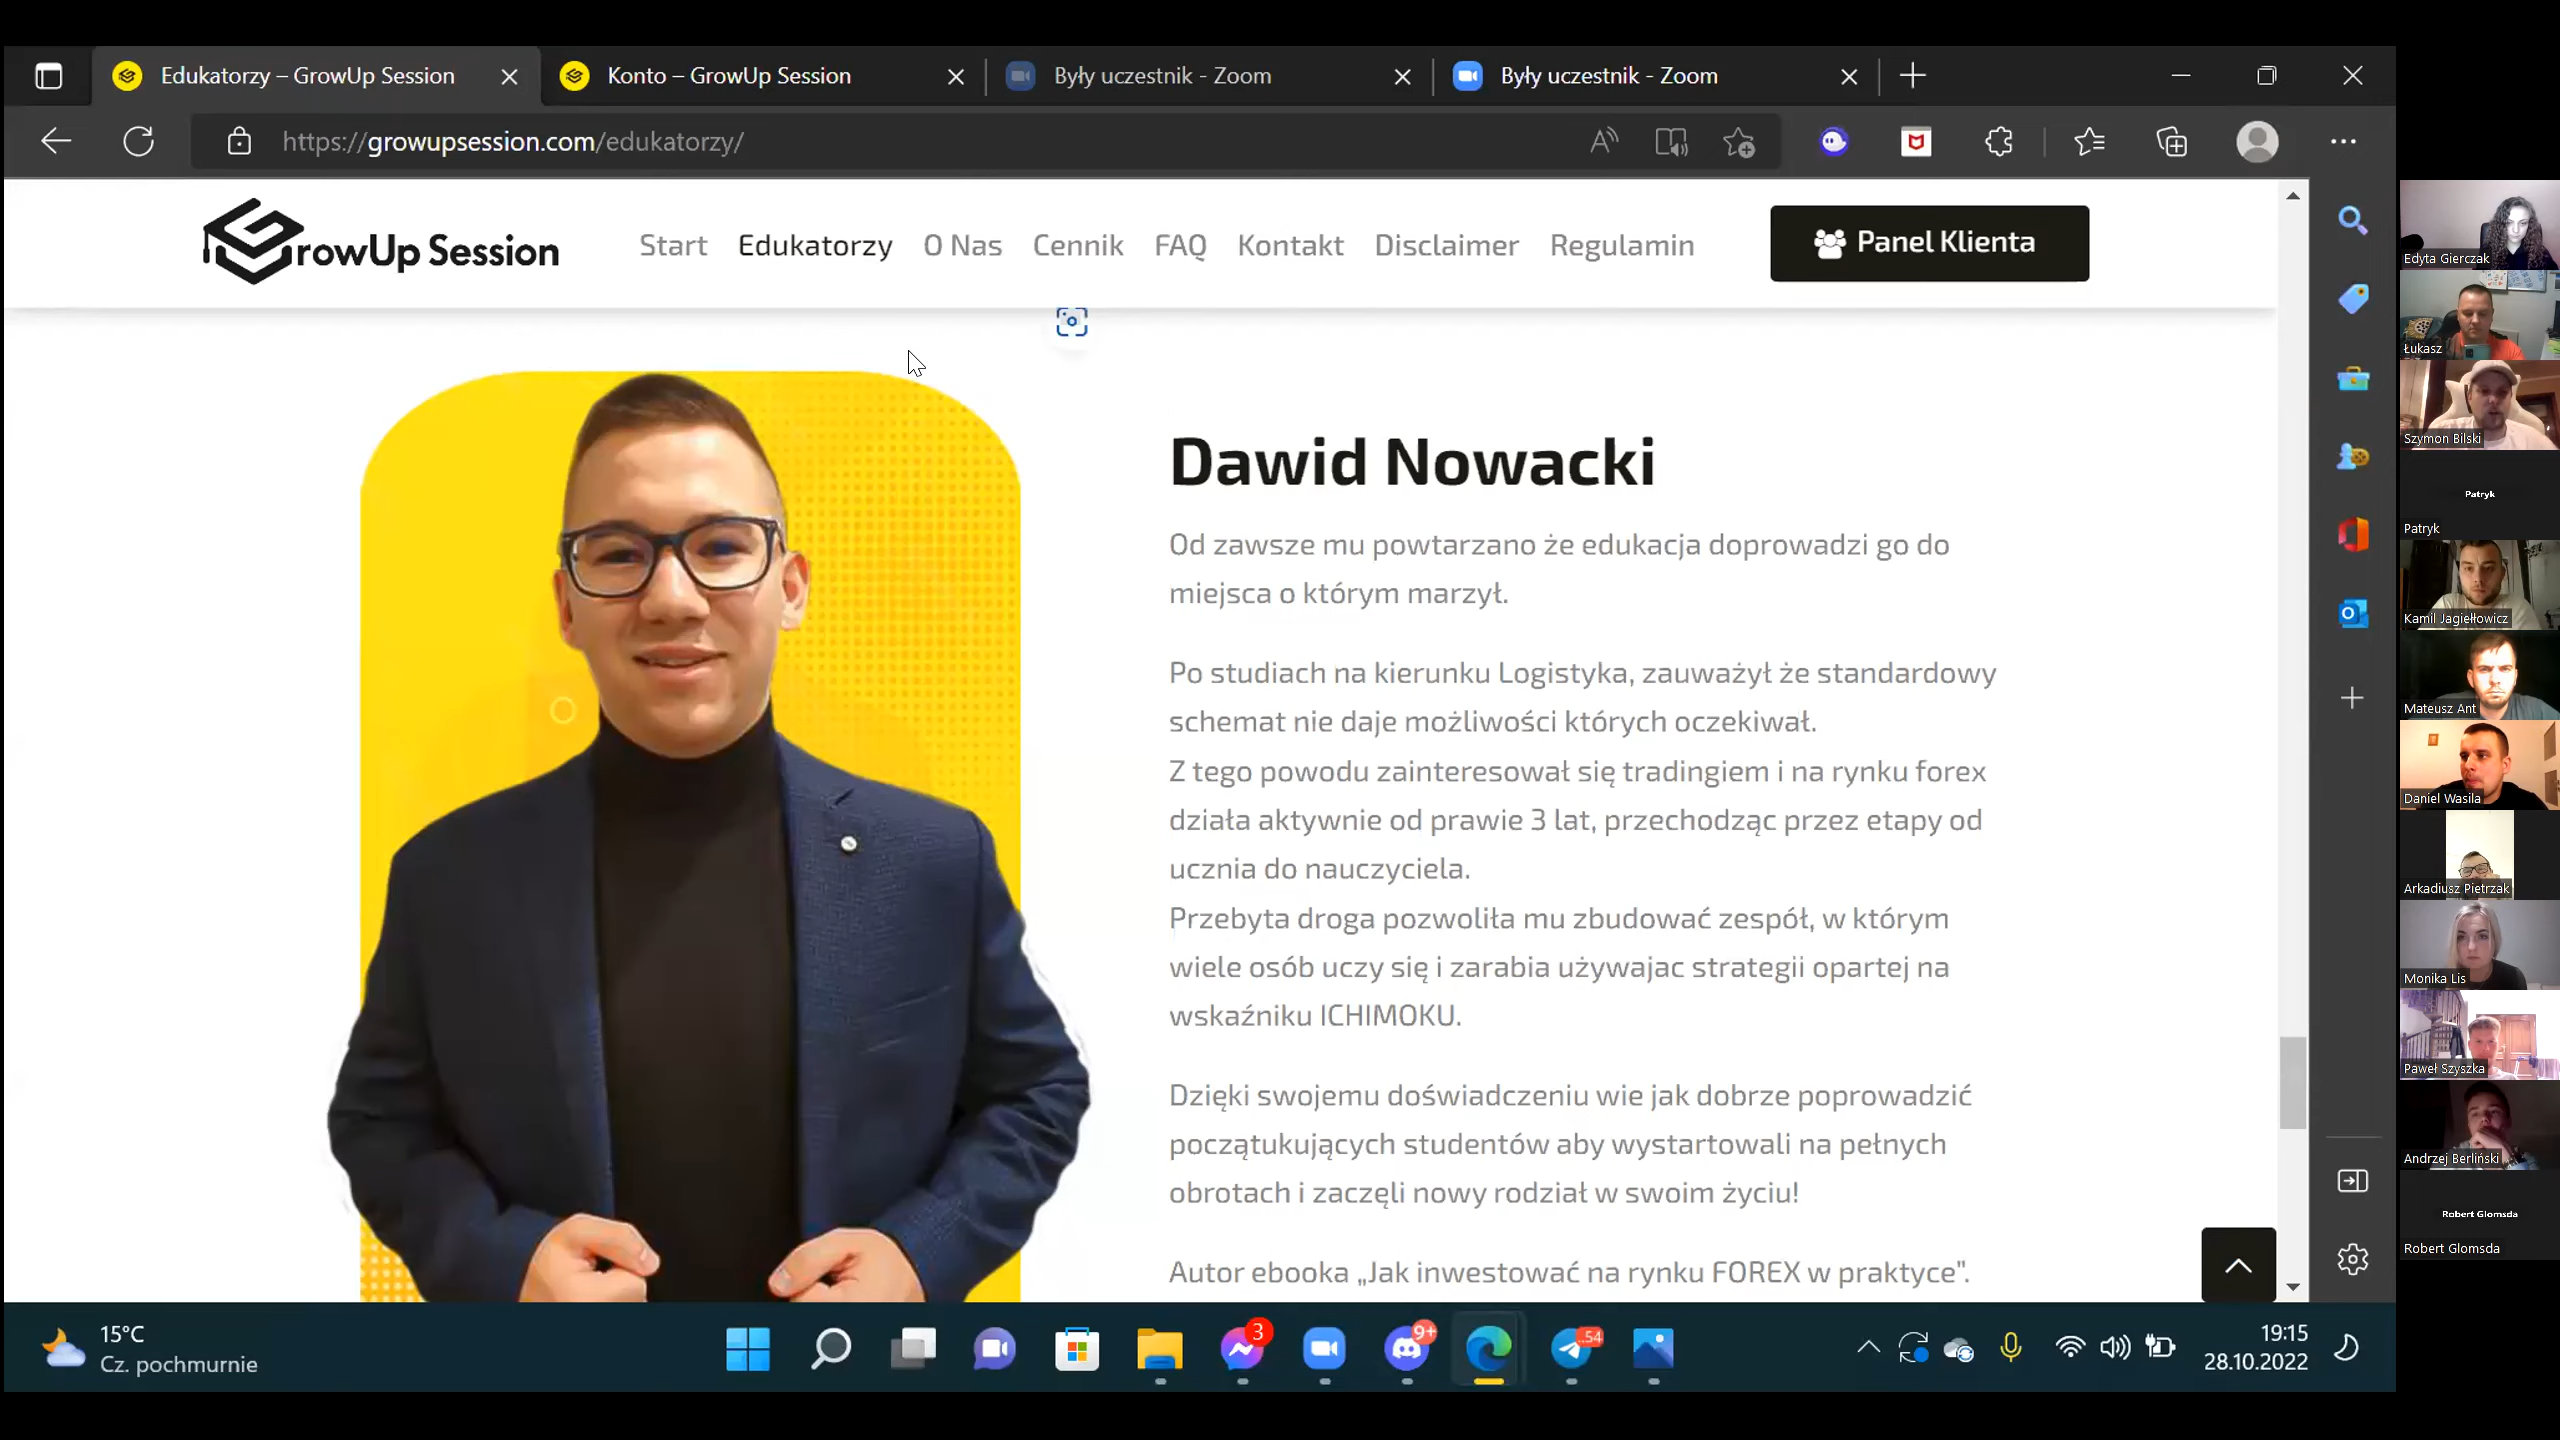 Edukatorzy – GrowUp Session
Konto – GrowUp Session
Były uczestnik - Zoom
Były uczestnik - Zoom
https://growupsession.com/edukatorzy/
GrowUp Session
Start
Edukatorzy
O Nas
Cennik
FAQ
Kontakt
Disclaimer
Regulamin
Panel Klienta
Dawid Nowacki
Od zawsze mu powtarzano że edukacja doprowadzi go do
miejsca o którym marzył.
Po studiach na kierunku Logistyka, zauważył że standardowy
schemat nie daje możliwości których oczekiwał.
Z tego powodu zainteresował się tradingiem i na rynku forex
działa aktywnie od prawie 3 lat, przechodząc przez etapy od
ucznia do nauczyciela.
Przebyta droga pozwoliła mu zbudować zespół, w którym
wiele osób uczy się i zarabia używajac strategii opartej na
wskaźniku ICHIMOKU.
Dzięki swojemu doświadczeniu wie jak dobrze poprowadzić
początukujących studentów aby wystartowali na pełnych
obrotach i zaczęli nowy rodział w swoim życiu!
Autor ebooka „Jak inwestować na rynku FOREX w praktyce”.
Edyta Gierczak
Łukasz
Szymon Bilski
Patryk
Patryk
Kamil Jagiełłowicz
Mateusz Ant
Daniel Wasila
Arkadiusz Pietrzak
Monika Lis
Paweł Szyszka
Andrzej Berliński
Robert Glomsda
Robert Glomsda
15°C
Cz. pochmurnie
3
9+
..54
19:15
28.10.2022